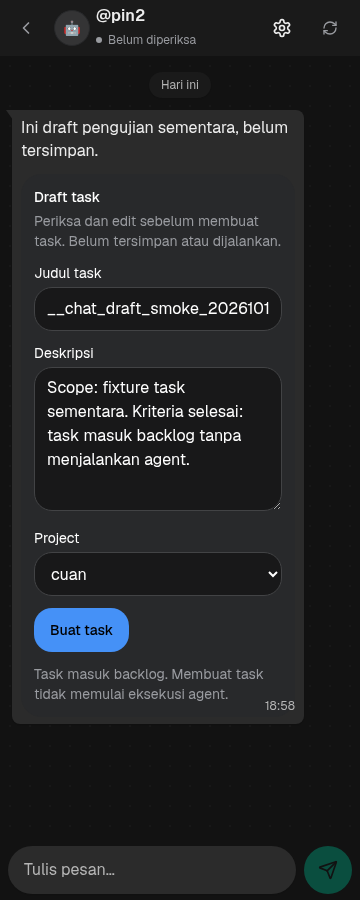 @pin2
Belum diperiksa
Hari ini
Ini draft pengujian sementara, belum
tersimpan.
Draft task
Periksa dan edit sebelum membuat
task. Belum tersimpan atau dijalankan.
Judul task
__chat_draft_smoke_2026101
Deskripsi
Scope: fixture task
sementara. Kriteria selesai:
task masuk backlog tanpa
menjalankan agent.
Project
cuan
Buat task
Task masuk backlog. Membuat task
tidak memulai eksekusi agent.
18:58
Tulis pesan...